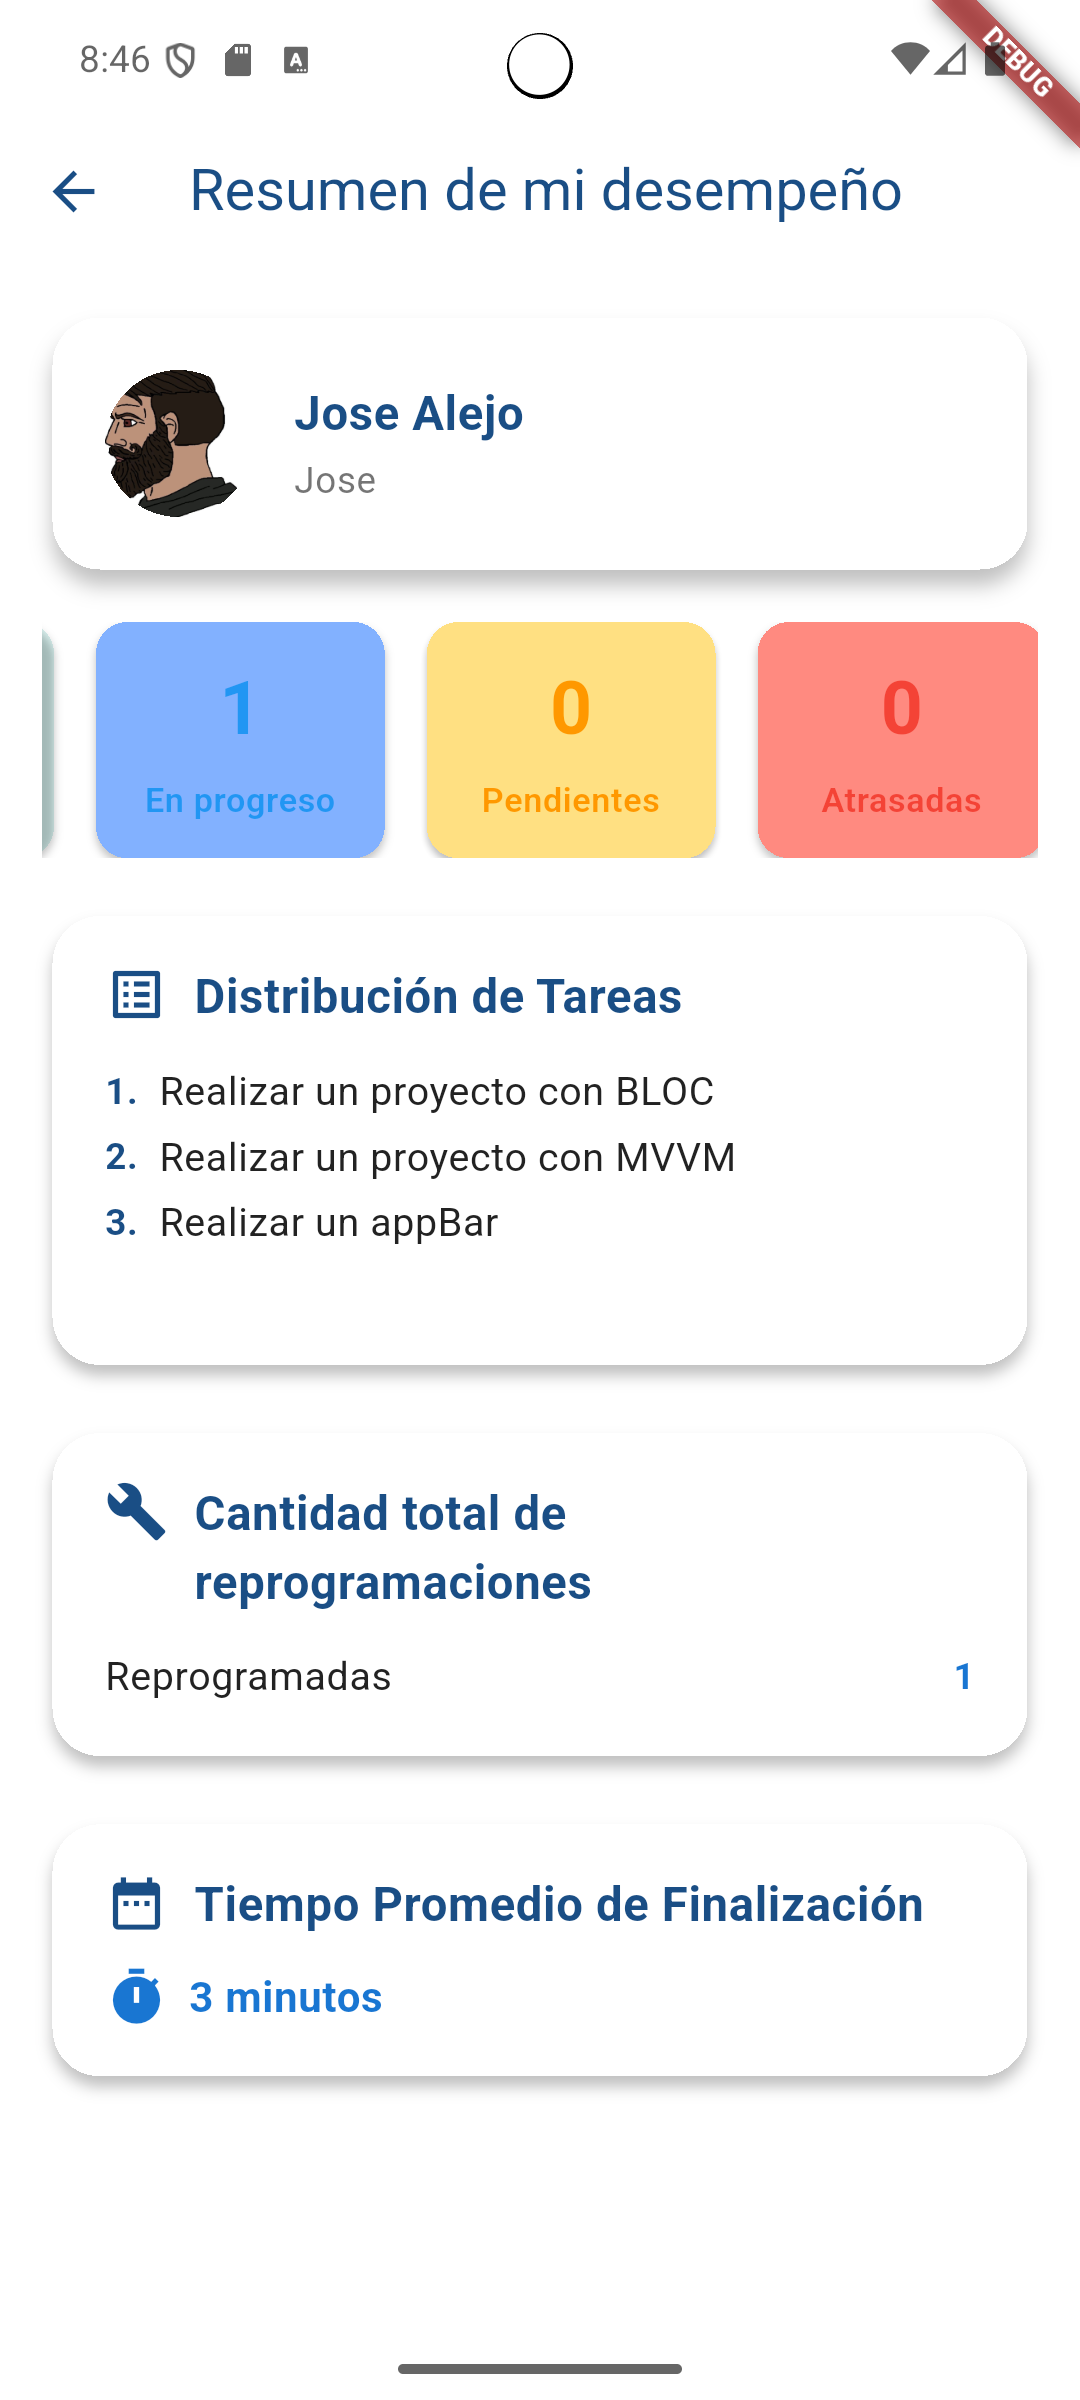 8:46
DEBUG
Resumen de mi desempeño
Jose Alejo
Jose
1
En progreso
0
Pendientes
0
Atrasadas
Distribución de Tareas
1. Realizar un proyecto con BLOC
2. Realizar un proyecto con MVVM
3. Realizar un appBar
Cantidad total de
reprogramaciones
Reprogramadas 1
Tiempo Promedio de Finalización
3 minutos